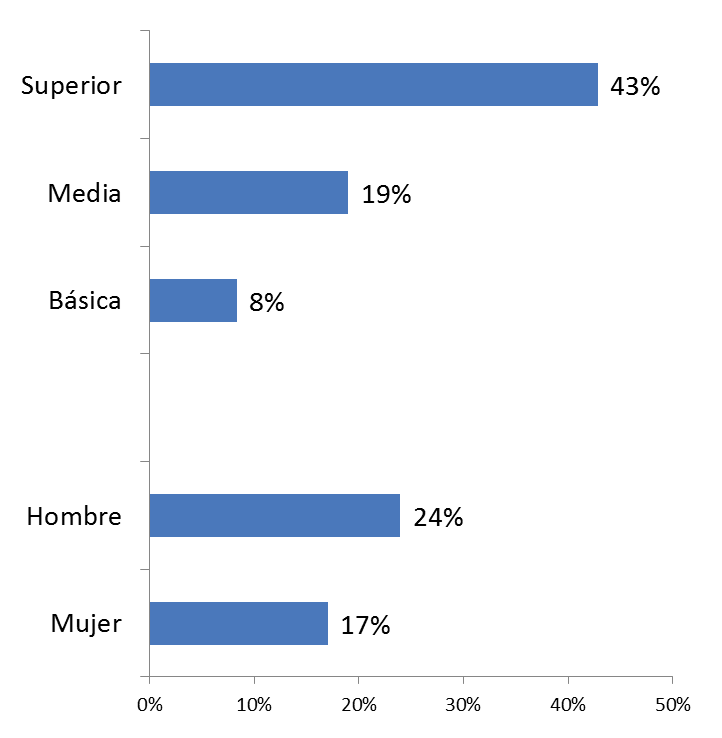 Superior 43%
Media 19%
Básica 8%
Hombre 24%
Mujer 17%
0% 10% 20% 30% 40% 50%